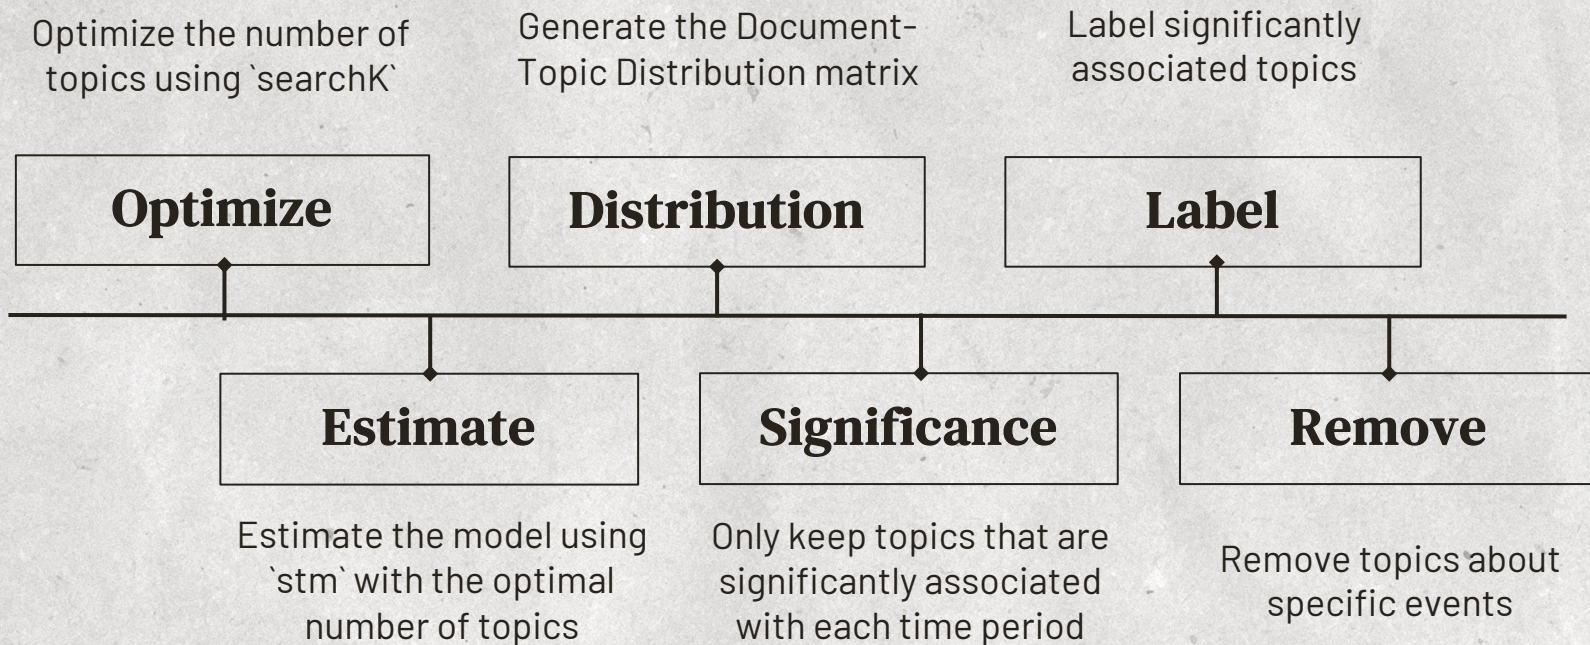 Optimize the number of
topics using `searchK`
Generate the Document-
Topic Distribution matrix
Label significantly
associated topics
Optimize
Distribution
Label
Estimate
Significance
Remove
Estimate the model using
`stm` with the optimal
number of topics
Only keep topics that are
significantly associated
with each time period
Remove topics about
specific events